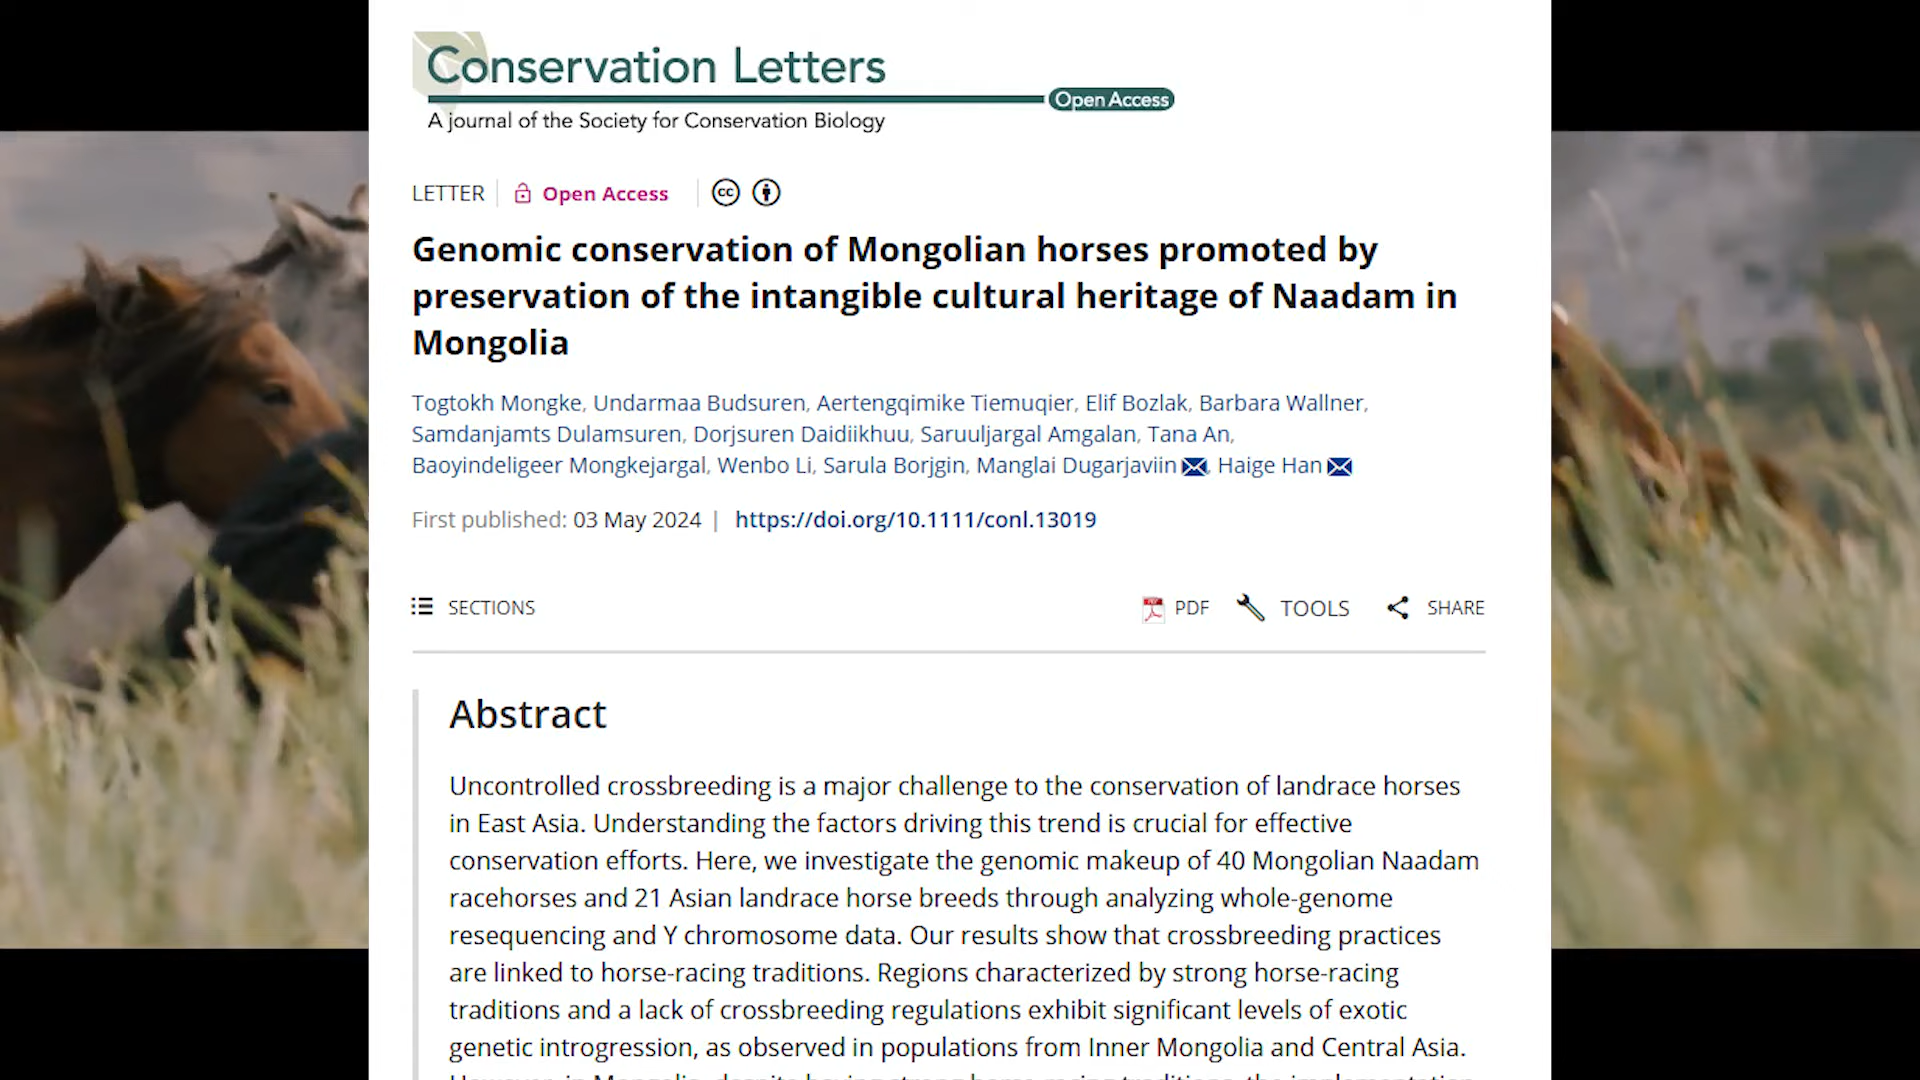 Conservation Letters
Open Access
A journal of the Society for Conservation Biology
LETTER Open Access
Genomic conservation of Mongolian horses promoted by
preservation of the intangible cultural heritage of Naadam in
Mongolia
Togtokh Mongke, Undarmaa Budsuren, Aertengqimike Tiemuqier, Elif Bozlak, Barbara Wallner,
Samdanjamts Dulamsuren, Dorjsuren Daidiikhuu, Saruuljargal Amgalan, Tana An,
Baoyindeligeer Mongkejargal, Wenbo Li, Sarula Borjgin, Manglai Dugarjaviin, Haige Han
First published: 03 May 2024 | https://doi.org/10.1111/conl.13019
SECTIONS PDF TOOLS SHARE
Abstract
Uncontrolled crossbreeding is a major challenge to the conservation of landrace horses
in East Asia. Understanding the factors driving this trend is crucial for effective
conservation efforts. Here, we investigate the genomic makeup of 40 Mongolian Naadam
racehorses and 21 Asian landrace horse breeds through analyzing whole-genome
resequencing and Y chromosome data. Our results show that crossbreeding practices
are linked to horse-racing traditions. Regions characterized by strong horse-racing
traditions and a lack of crossbreeding regulations exhibit significant levels of exotic
genetic introgression, as observed in populations from Inner Mongolia and Central Asia.